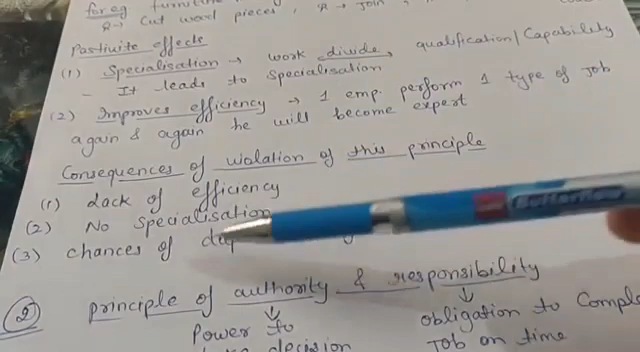 for eg furniture
→ Cut wood pieces, → Join,
Postivite effects
(1) Specialisation → work divide, qualification/Capability
- It leads to specialisation
(2) Improves efficiency → 1 emp. perform 1 type of Job
again & again he will become expert
Consequences of violation of this principle
(1) Lack of efficiency
(2) No Specialisation
(3) Chances of
② principle of authority & responsibility
↓ ↓
Power to obligation to Comple
decision Job on time
Butterflow